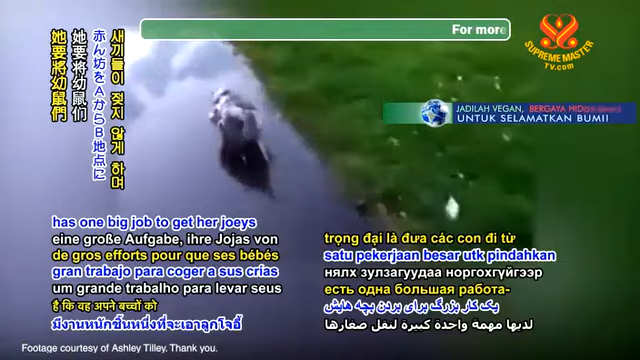 For more
SUPREME MASTER
TV.com
JADILAH VEGAN, BERGAYA
UNTUK SELAMATKAN BUMI!
새끼들이 젖지 않게 하며
赤ん坊をAからB地点に
她要将幼鼠们
她要將幼鼠們
has one big job to get her joeys
eine große Aufgabe, ihre Jojas von
de gros efforts pour que ses bébés
gran trabajo para coger a sus crías
um grande trabalho para levar seus
है कि वह अपने बच्चों को
มีงานหนักชิ้นหนึ่งที่จะเอาลูกโจอี้
trọng đại là đưa các con đi từ
satu pekerjaan besar utk pindahkan
нялх зулзагуудаа норгохгүйгээр
есть одна большая работа-
یک کار بزرگ برای بردن بچه هایش
لديها مهمة واحدة كبيرة لنقل صغارها
Footage courtesy of Ashley Tilley. Thank you.